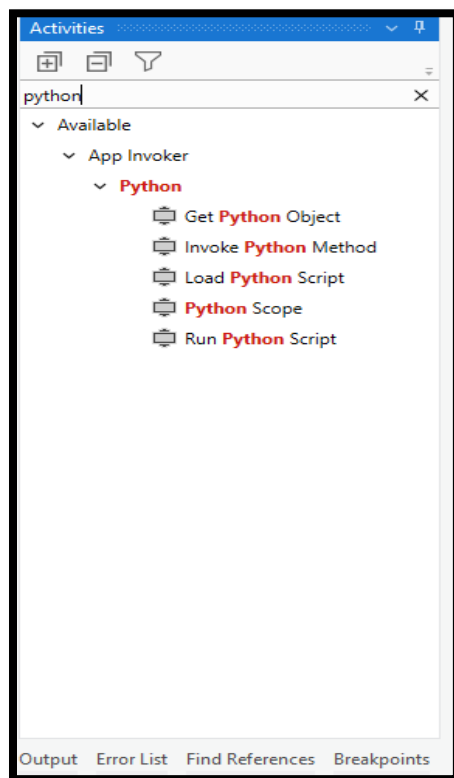 Activities
python
Available
App Invoker
Python
Get Python Object
Invoke Python Method
Load Python Script
Python Scope
Run Python Script
Output Error List Find References Breakpoints